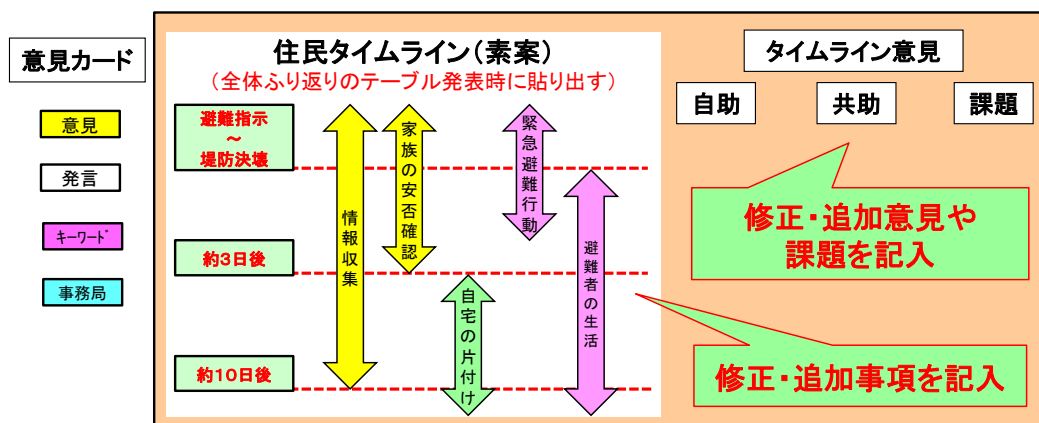 意見カード
意見
発言
キーワード
事務局
住民タイムライン(素案)
(全体ふり返りのテーブル発表時に貼り出す)
避難指示
~
堤防決壊
約3日後
約10日後
情報収集
家族の安否確認
自宅の片付け
緊急避難行動
避難者の生活
タイムライン意見
自助
共助
課題
修正・追加意見や
課題を記入
修正・追加事項を記入